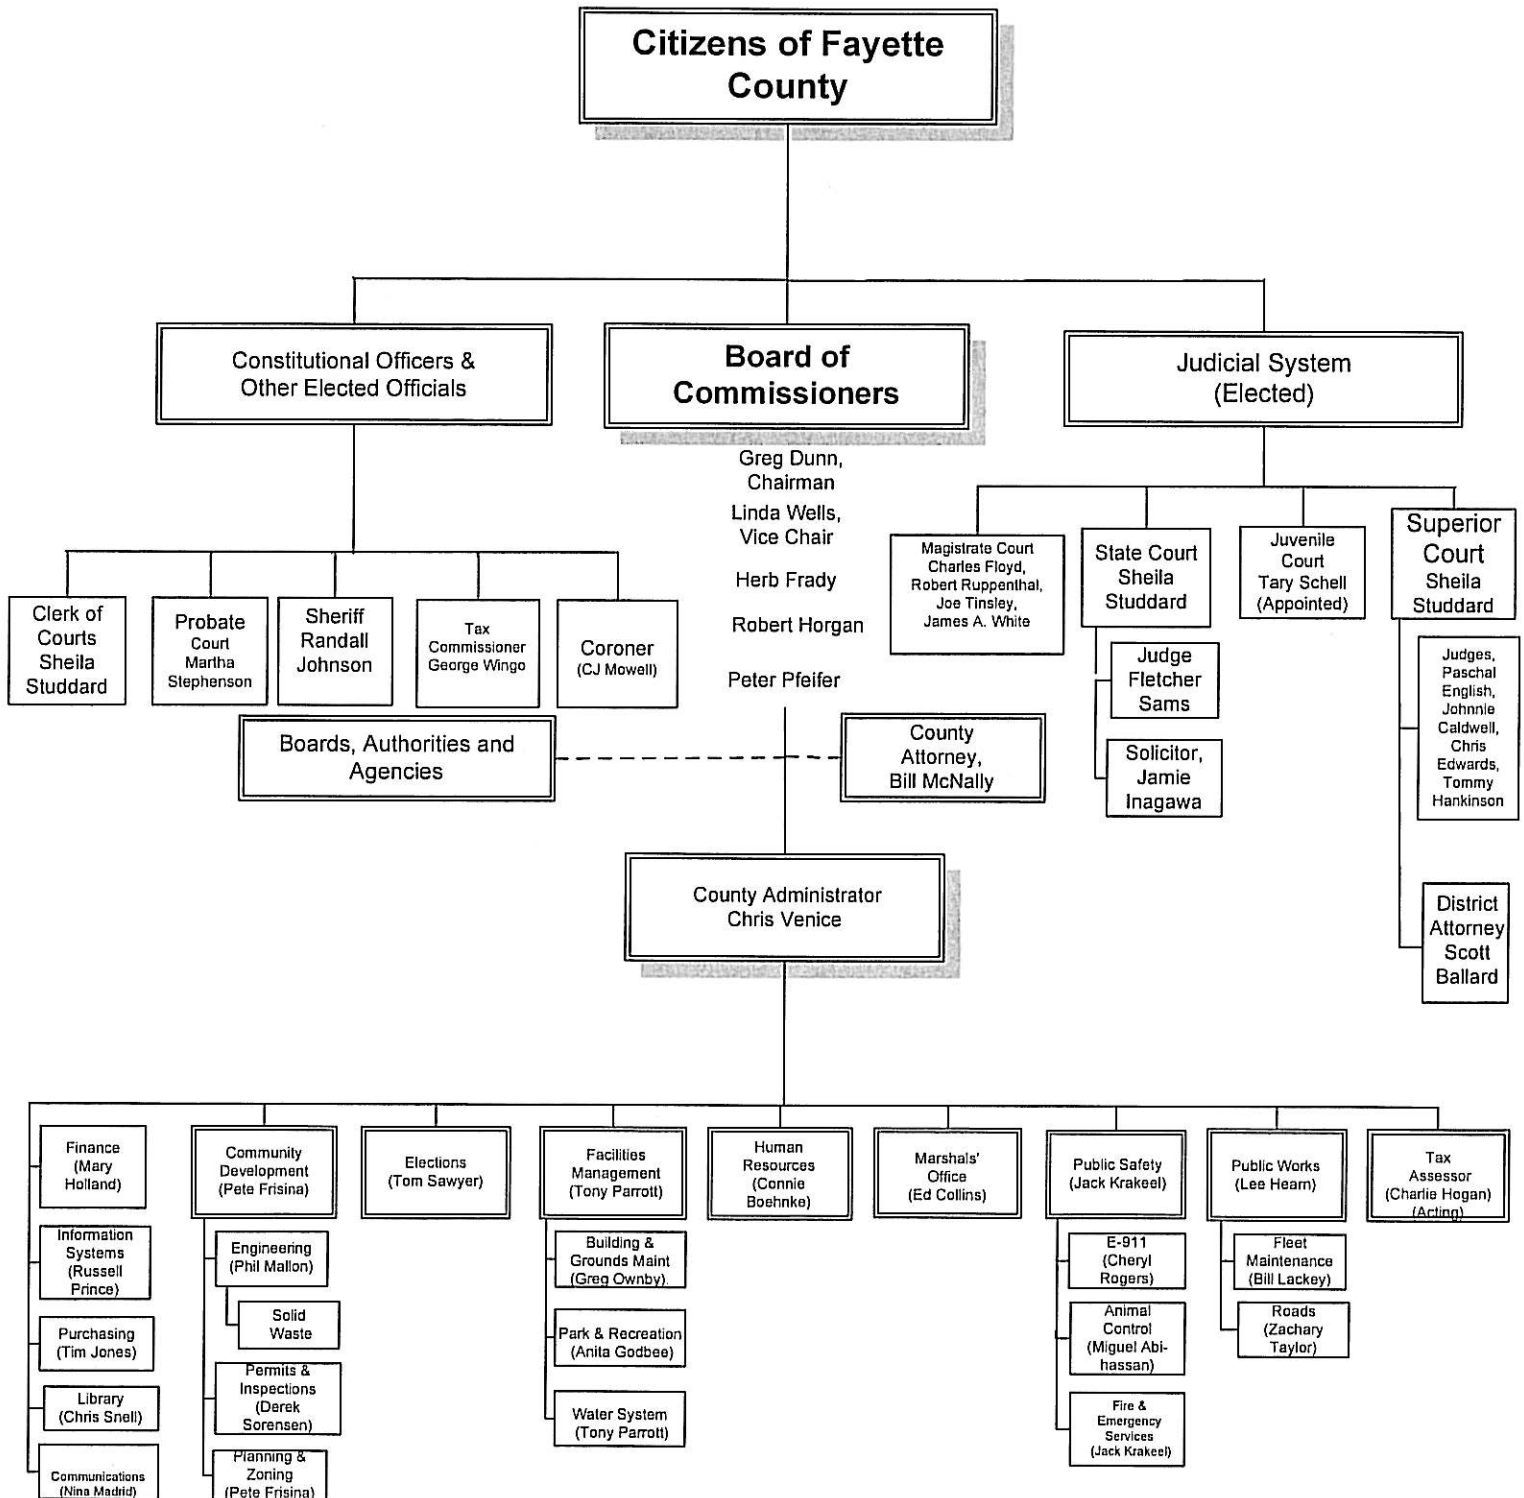 Citizens of Fayette
County
Constitutional Officers &
Other Elected Officials
Board of
Commissioners
Judicial System
(Elected)
Greg Dunn,
Chairman
Linda Wells,
Vice Chair
Herb Frady
Robert Horgan
Peter Pfeifer
Clerk of
Courts
Sheila
Studdard
Probate
Court
Martha
Stephenson
Sheriff
Randall
Johnson
Tax
Commissioner
George Wingo
Coroner
(CJ Mowell)
Magistrate Court
Charles Floyd,
Robert Ruppenthal,
Joe Tinsley,
James A. White
State Court
Sheila
Studdard
Judge
Fletcher
Sams
Solicitor,
Jamie
Inagawa
Juvenile
Court
Tary Schell
(Appointed)
Superior
Court
Sheila
Studdard
Judges,
Paschal
English,
Johnnie
Caldwell,
Chris
Edwards,
Tommy
Hankinson
District
Attorney
Scott
Ballard
Boards, Authorities and
Agencies
County
Attorney,
Bill McNally
County Administrator
Chris Venice
Finance
(Mary
Holland)
Information
Systems
(Russell
Prince)
Purchasing
(Tim Jones)
Library
(Chris Snell)
Communications
(Nina Madrid)
Community
Development
(Pete Frisina)
Engineering
(Phil Mallon)
Solid
Waste
Permits &
Inspections
(Derek
Sorensen)
Planning &
Zoning
(Pete Frisina)
Elections
(Tom Sawyer)
Facilities
Management
(Tony Parrott)
Building &
Grounds Maint
(Greg Ownby).
Park & Recreation
(Anita Godbee)
Water System
(Tony Parrott)
Human
Resources
(Connie
Boehnke)
Marshals'
Office
(Ed Collins)
Public Safety
(Jack Krakeel)
E-911
(Cheryl
Rogers)
Animal
Control
(Miguel Abi-
hassan)
Fire &
Emergency
Services
(Jack Krakeel)
Public Works
(Lee Hearn)
Fleet
Maintenance
(Bill Lackey)
Roads
(Zachary
Taylor)
Tax
Assessor
(Charlie Hogan)
(Acting)